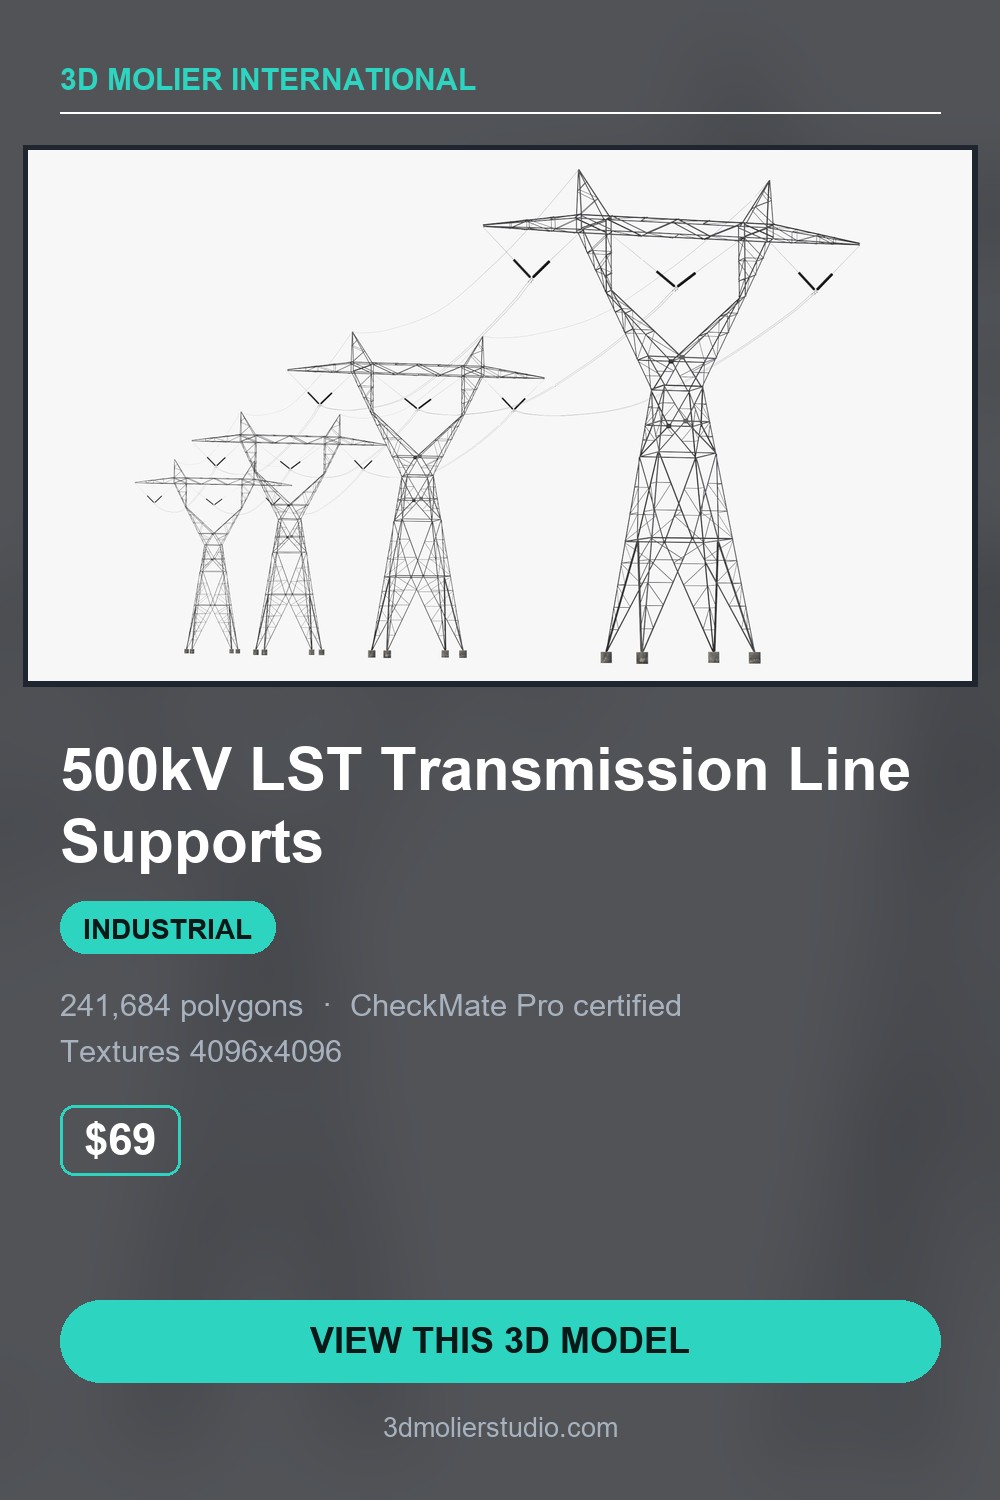 3D MOLIER INTERNATIONAL
500kV LST Transmission Line
Supports
INDUSTRIAL
241,684 polygons · CheckMate Pro certified
Textures 4096x4096
$69
VIEW THIS 3D MODEL
3dmolierstudio.com